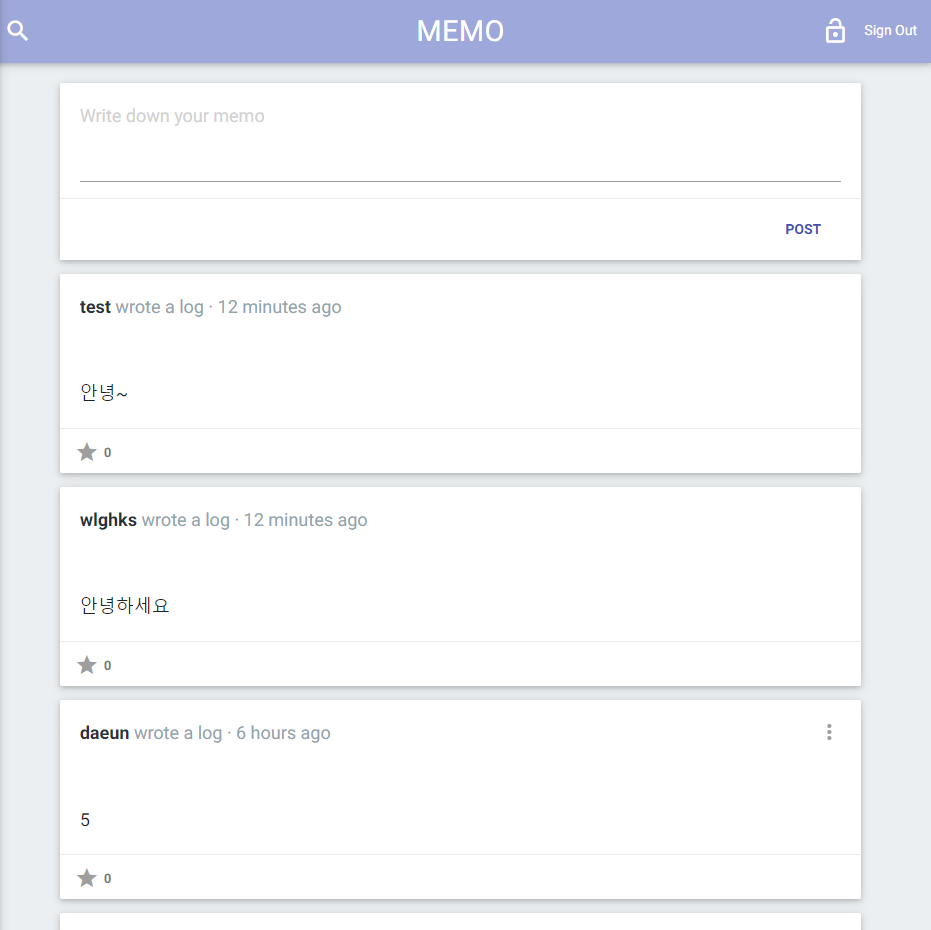 MEMO
Sign Out
Write down your memo
POST
test wrote a log · 12 minutes ago
안녕~
0
wlghks wrote a log · 12 minutes ago
안녕하세요
0
daeun wrote a log · 6 hours ago
5
0